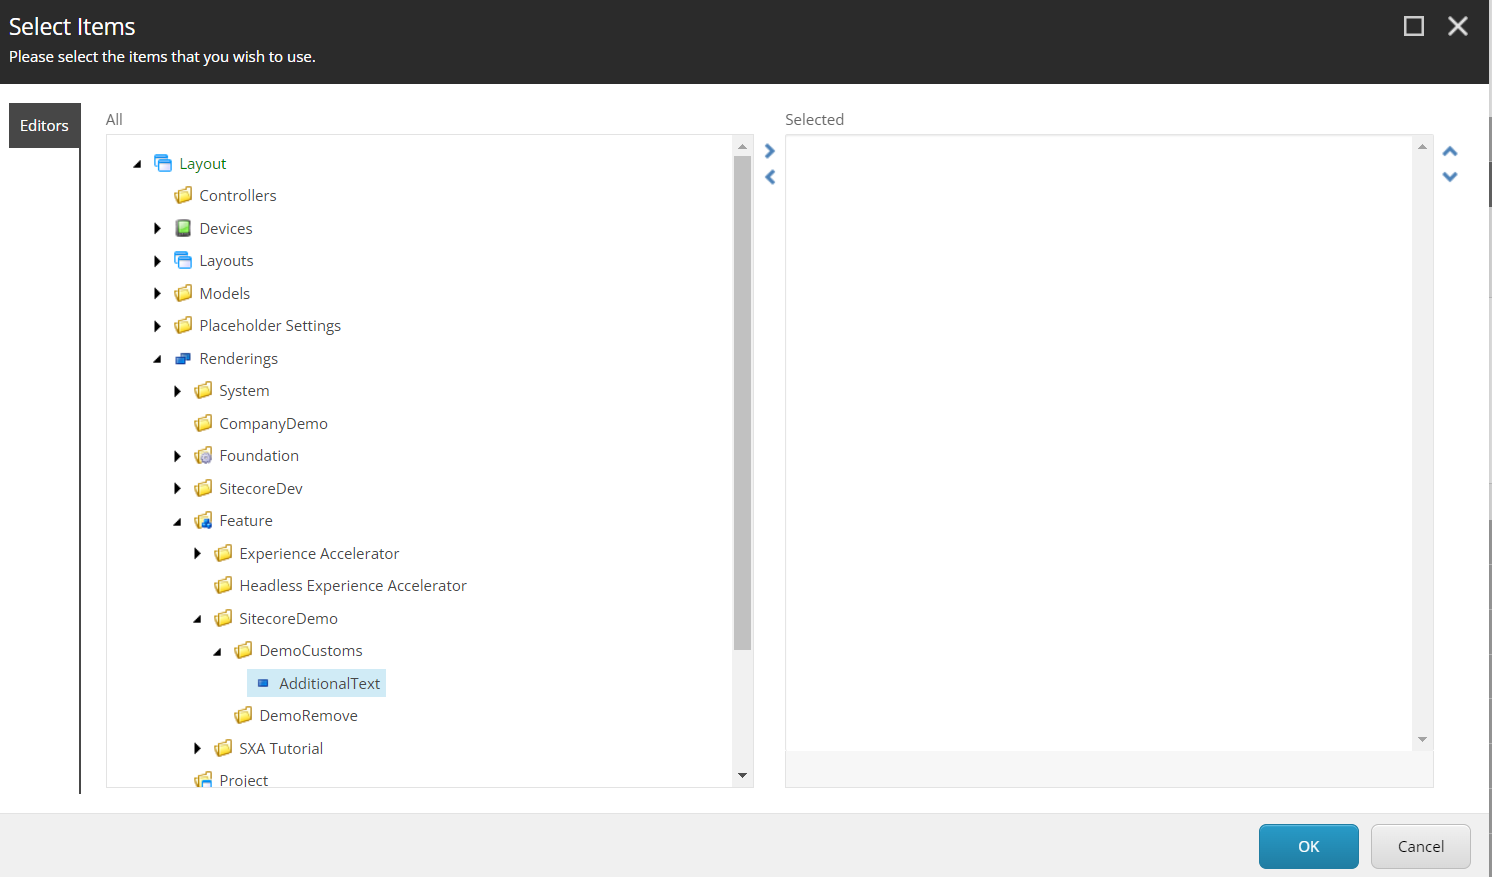 Select Items
Please select the items that you wish to use.
Editors
All
Layout
Controllers
Devices
Layouts
Models
Placeholder Settings
Renderings
System
CompanyDemo
Foundation
SitecoreDev
Feature
Experience Accelerator
Headless Experience Accelerator
SitecoreDemo
DemoCustoms
AdditionalText
DemoRemove
SXA Tutorial
Project
Selected
OK
Cancel